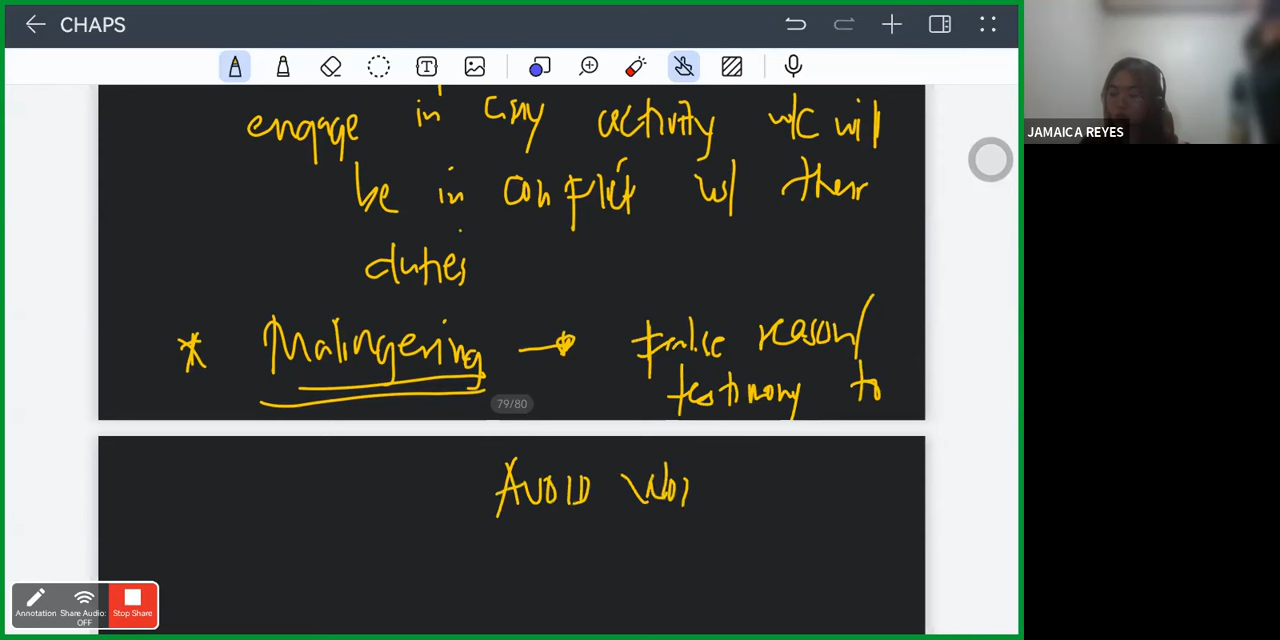 CHAPS
JAMAICA REYES
engage in any activity w/c will
be in conflict w/ their
duties
* Malingering → False reason/
testimony to
79/80
AVOID
Annotation
Share Audio: OFF
Stop Share